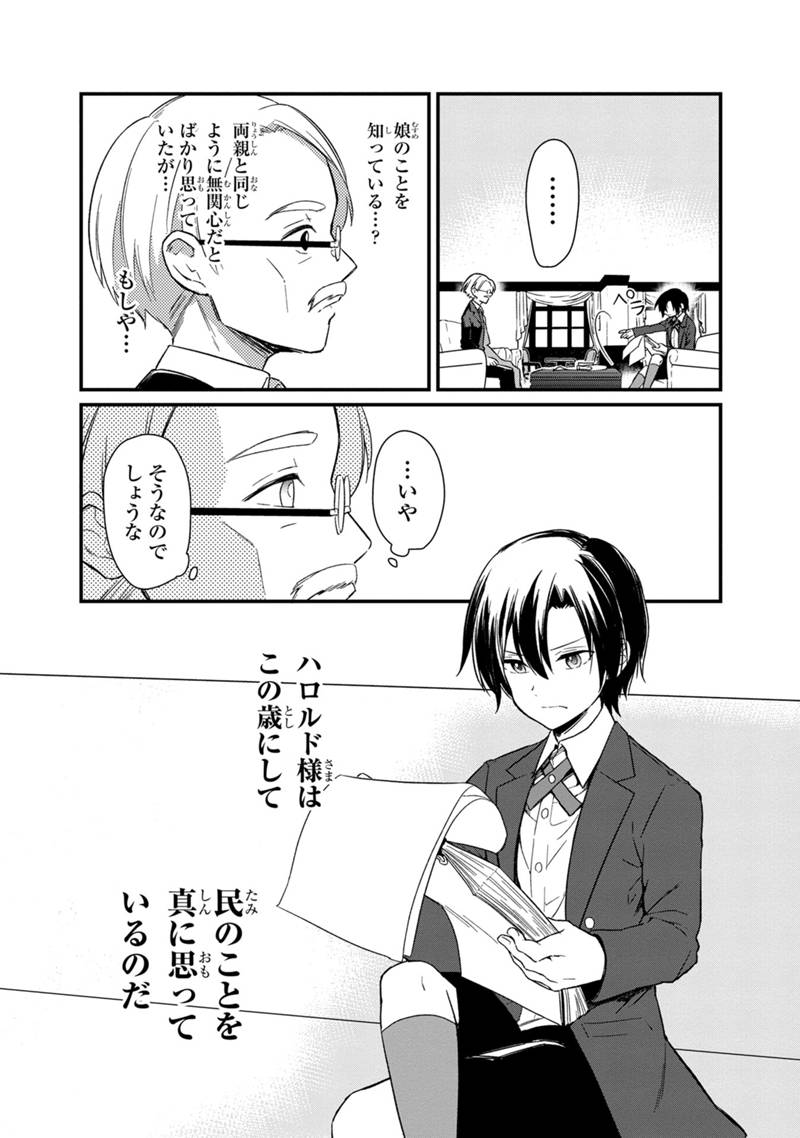 ………
ペラ
娘のことを
知っている…？
両親と同じ
ように無関心だと
ばかり思って
いたが…
もしや…
…いや
そうなので
しょうな
ハロルド様は
この歳にして
民のことを
真に思って
いるのだ